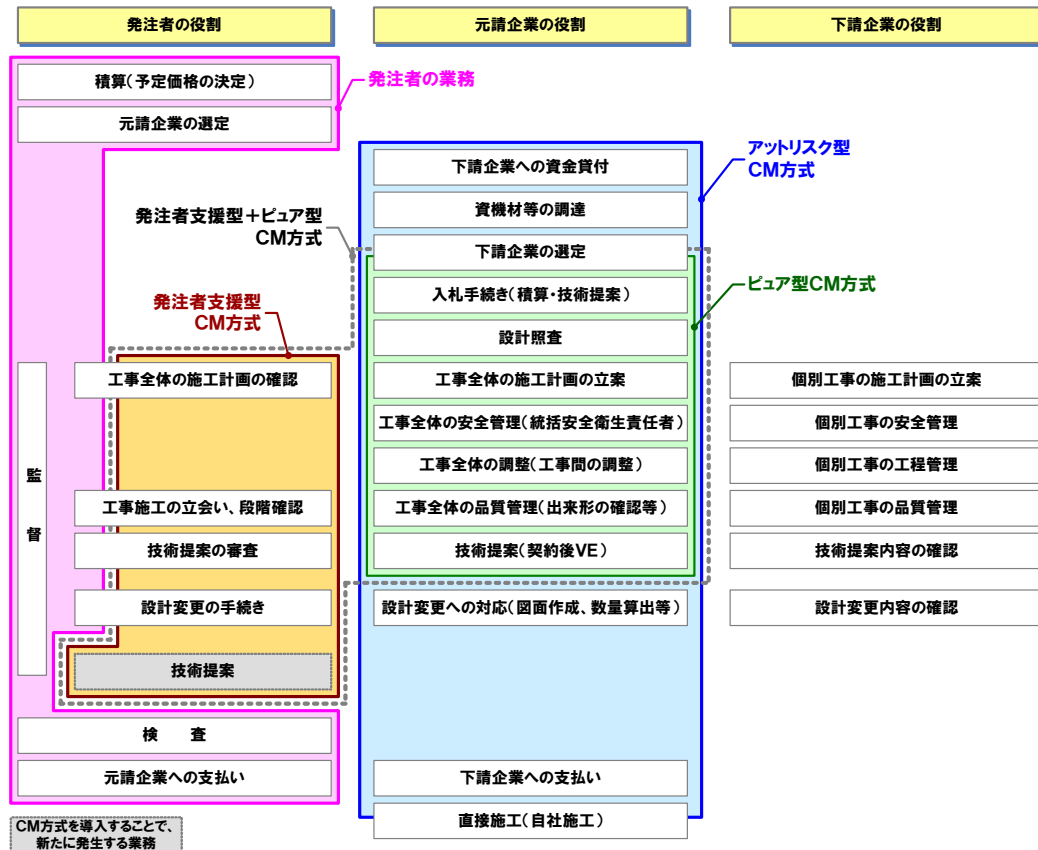 発注者の役割
元請企業の役割
下請企業の役割
積算（予定価格の決定）
発注者の業務
元請企業の選定
アットリスク型
CM方式
下請企業への資金貸付
資機材等の調達
発注者支援型＋ピュア型
CM方式
下請企業の選定
入札手続き（積算・技術提案）
ピュア型CM方式
発注者支援型
CM方式
設計照査
監督
工事全体の施工計画の確認
工事全体の施工計画の立案
個別工事の施工計画の立案
工事全体の安全管理（統括安全衛生責任者）
個別工事の安全管理
工事全体の調整（工事間の調整）
個別工事の工程管理
工事施工の立会い、段階確認
工事全体の品質管理（出来形の確認等）
個別工事の品質管理
技術提案の審査
技術提案（契約後VE）
技術提案内容の確認
設計変更の手続き
設計変更への対応（図面作成、数量算出等）
設計変更内容の確認
技術提案
検　査
元請企業への支払い
下請企業への支払い
直接施工（自社施工）
CM方式を導入することで、
新たに発生する業務